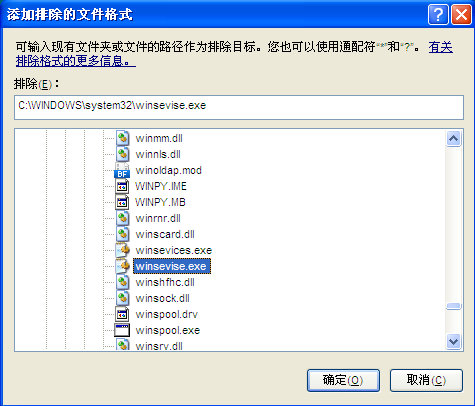 添加排除的文件格式
可输入现有文件夹或文件的路径作为排除目标。您也可以使用通配符“*”和“?”。 有关
排除格式的更多信息。
排除(E)：
C:\WINDOWS\system32\winsevise.exe
winmm.dll
winnls.dll
winoldap.mod
WINPY.IME
WINPY.MB
winrnr.dll
winscard.dll
winsevices.exe
winsevise.exe
winshfhc.dll
winsock.dll
winspool.drv
winspool.exe
winsrv.dll
确定(O) 取消(C)